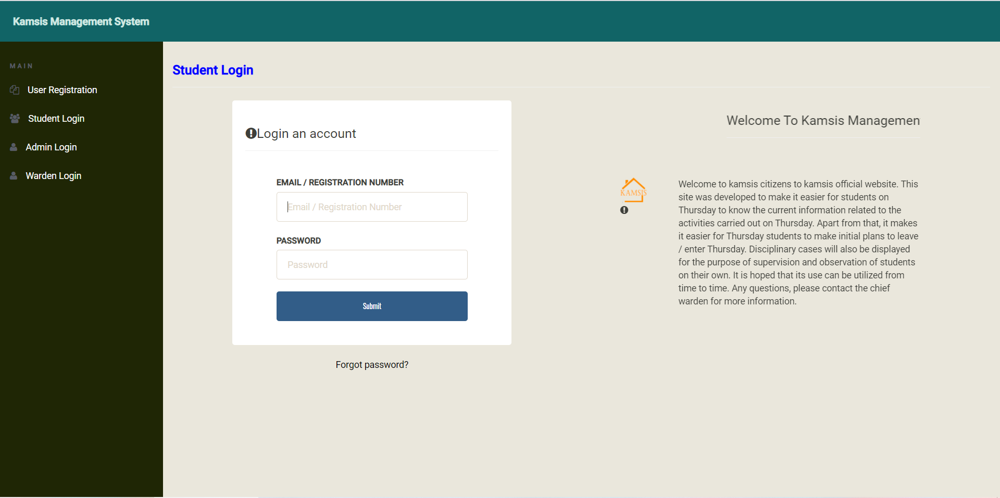 Kamsis Management System
MAIN
User Registration
Student Login
Admin Login
Warden Login
Student Login
Login an account
EMAIL / REGISTRATION NUMBER
Email / Registration Number
PASSWORD
Password
Submit
Forgot password?
Welcome To Kamsis Managemen
KAMSIS
Welcome to kamsis citizens to kamsis official website. This
site was developed to make it easier for students on
Thursday to know the current information related to the
activities carried out on Thursday. Apart from that, it makes
it easier for Thursday students to make initial plans to leave
/ enter Thursday. Disciplinary cases will also be displayed
for the purpose of supervision and observation of students
on their own. It is hoped that its use can be utilized from
time to time. Any questions, please contact the chief
warden for more information.